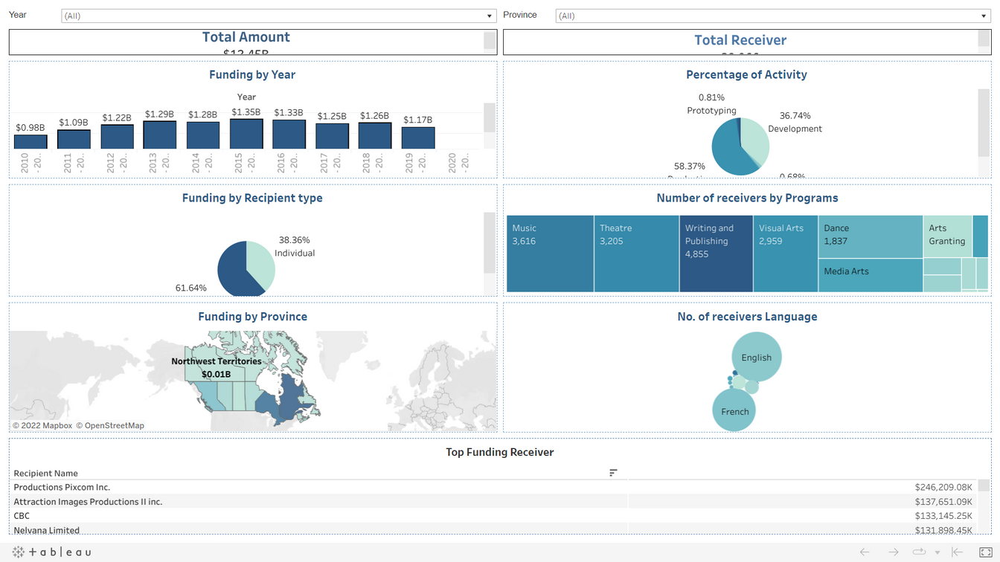 Year (All) Province (All)
Total Amount
$12.45B
Total Receiver
Funding by Year
Year
$0.98B $1.09B $1.22B $1.29B $1.28B $1.35B $1.33B $1.25B $1.26B $1.17B
2010 - 20.. 2011 - 20.. 2012 - 20.. 2013 - 20.. 2014 - 20.. 2015 - 20.. 2016 - 20.. 2017 - 20.. 2018 - 20.. 2019 - 20.. 2020 - 20..
Percentage of Activity
0.81%
Prototyping
36.74%
Development
58.37%
0.68%
Funding by Recipient type
38.36%
Individual
61.64%
Number of receivers by Programs
Music
3,616
Theatre
3,205
Writing and
Publishing
4,855
Visual Arts
2,959
Dance
1,837
Media Arts
Arts
Granting
Funding by Province
Northwest Territories
$0.01B
© 2022 Mapbox © OpenStreetMap
No. of receivers Language
English
French
Top Funding Receiver
Recipient Name
Productions Pixcom Inc. $246,209.08K
Attraction Images Productions II inc. $137,651.09K
CBC $133,145.25K
Nelvana Limited $131,898.45K
+ableau